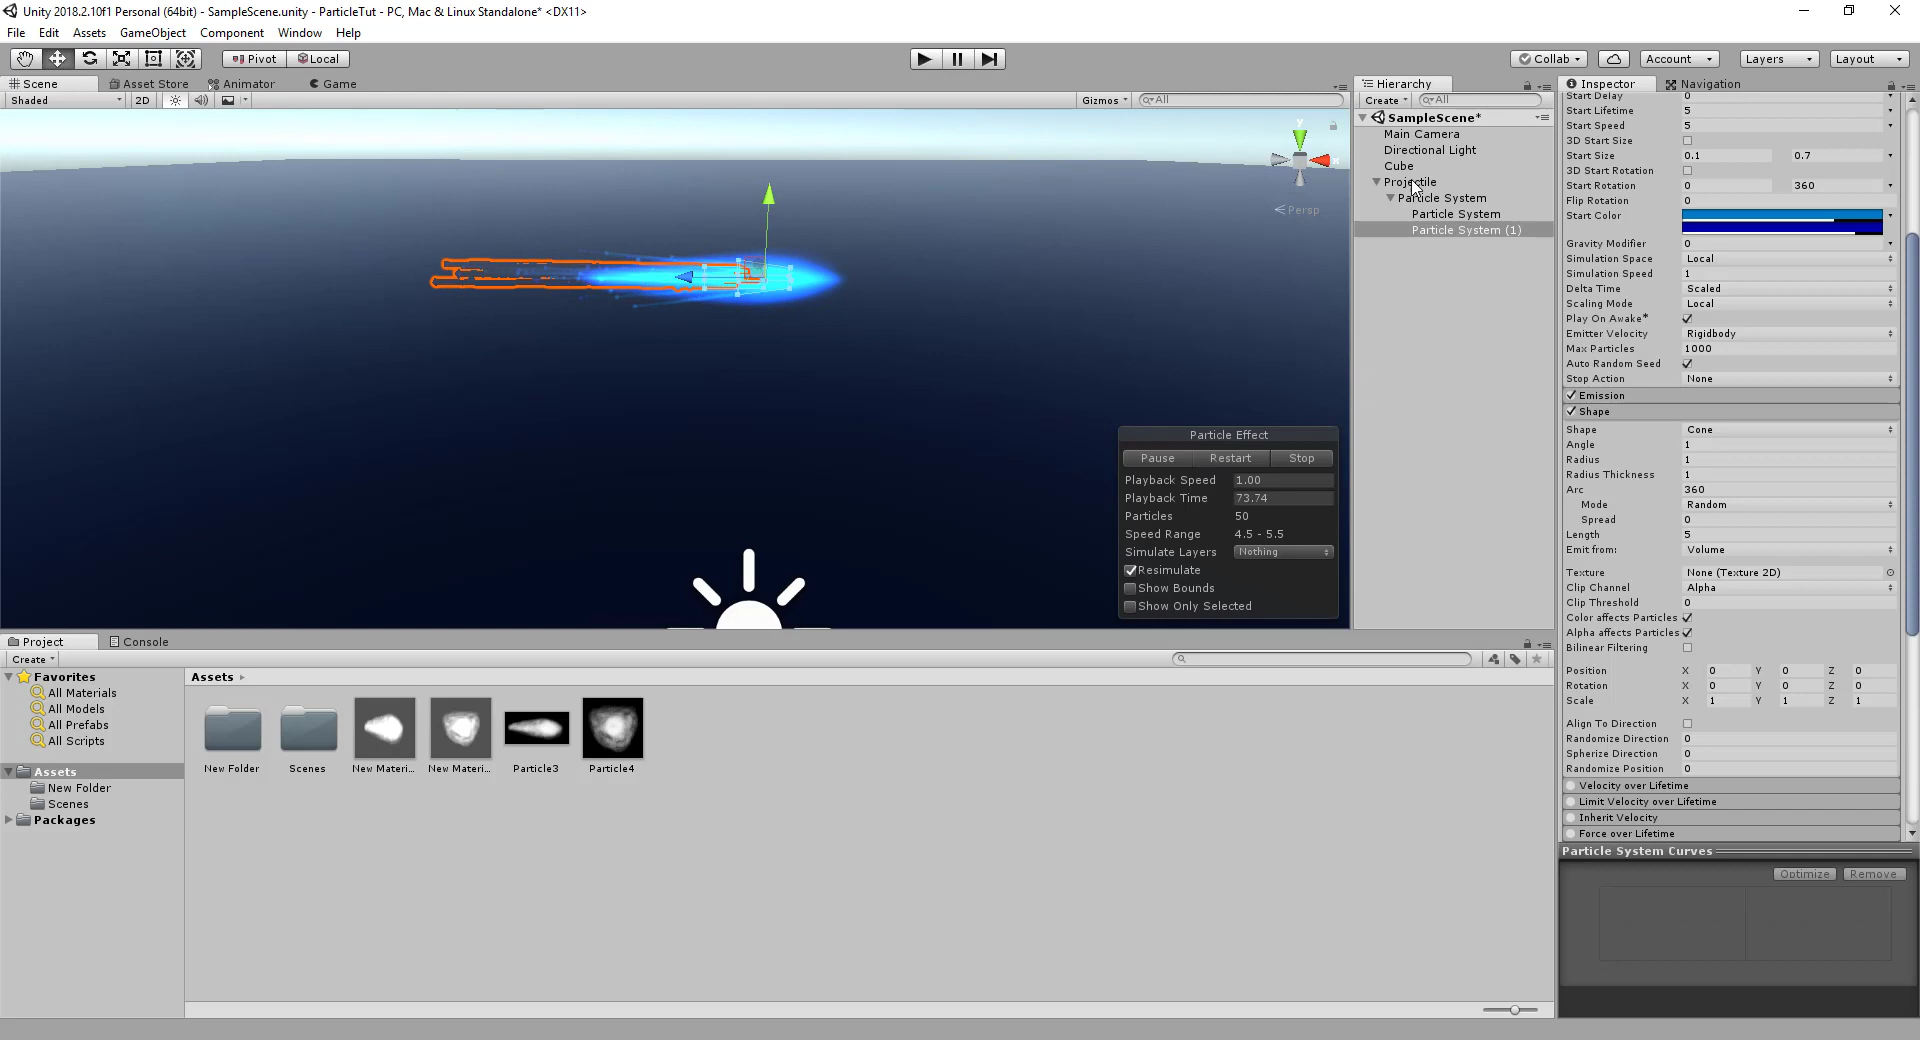 Unity 2018.2.10f1 Personal (64bit) - SampleScene.unity - ParticleTut - PC, Mac & Linux Standalone* <DX11>
File Edit Assets GameObject Component Window Help
Pivot Local Collab Account Layers Layout
Scene Asset Store Animator Game
Shaded 2D Gizmos All
y
x
Persp
Particle Effect
Pause Restart Stop
Playback Speed 1.00
Playback Time 73.74
Particles 50
Speed Range 4.5 - 5.5
Simulate Layers Nothing
Resimulate
Show Bounds
Show Only Selected
Hierarchy
Create All
SampleScene*
Main Camera
Directional Light
Cube
Projectile
Particle System
Particle System
Particle System (1)
Inspector Navigation
Start Delay 0
Start Lifetime 5
Start Speed 5
3D Start Size
Start Size 0.1 0.7
3D Start Rotation
Start Rotation 0 360
Flip Rotation 0
Start Color
Gravity Modifier 0
Simulation Space Local
Simulation Speed 1
Delta Time Scaled
Scaling Mode Local
Play On Awake*
Emitter Velocity Rigidbody
Max Particles 1000
Auto Random Seed
Stop Action None
Emission
Shape
Shape Cone
Angle 1
Radius 1
Radius Thickness 1
Arc 360
Mode Random
Spread 0
Length 5
Emit from: Volume
Texture None (Texture 2D)
Clip Channel Alpha
Clip Threshold 0
Color affects Particles
Alpha affects Particles
Bilinear Filtering
Position X 0 Y 0 Z 0
Rotation X 0 Y 0 Z 0
Scale X 1 Y 1 Z 1
Align To Direction
Randomize Direction 0
Spherize Direction 0
Randomize Position 0
Velocity over Lifetime
Limit Velocity over Lifetime
Inherit Velocity
Force over Lifetime
Particle System Curves
Optimize Remove
Project Console
Create
Favorites
All Materials
All Models
All Prefabs
All Scripts
Assets
New Folder
Scenes
Packages
Assets
New Folder Scenes New Materi... New Materi... Particle3 Particle4